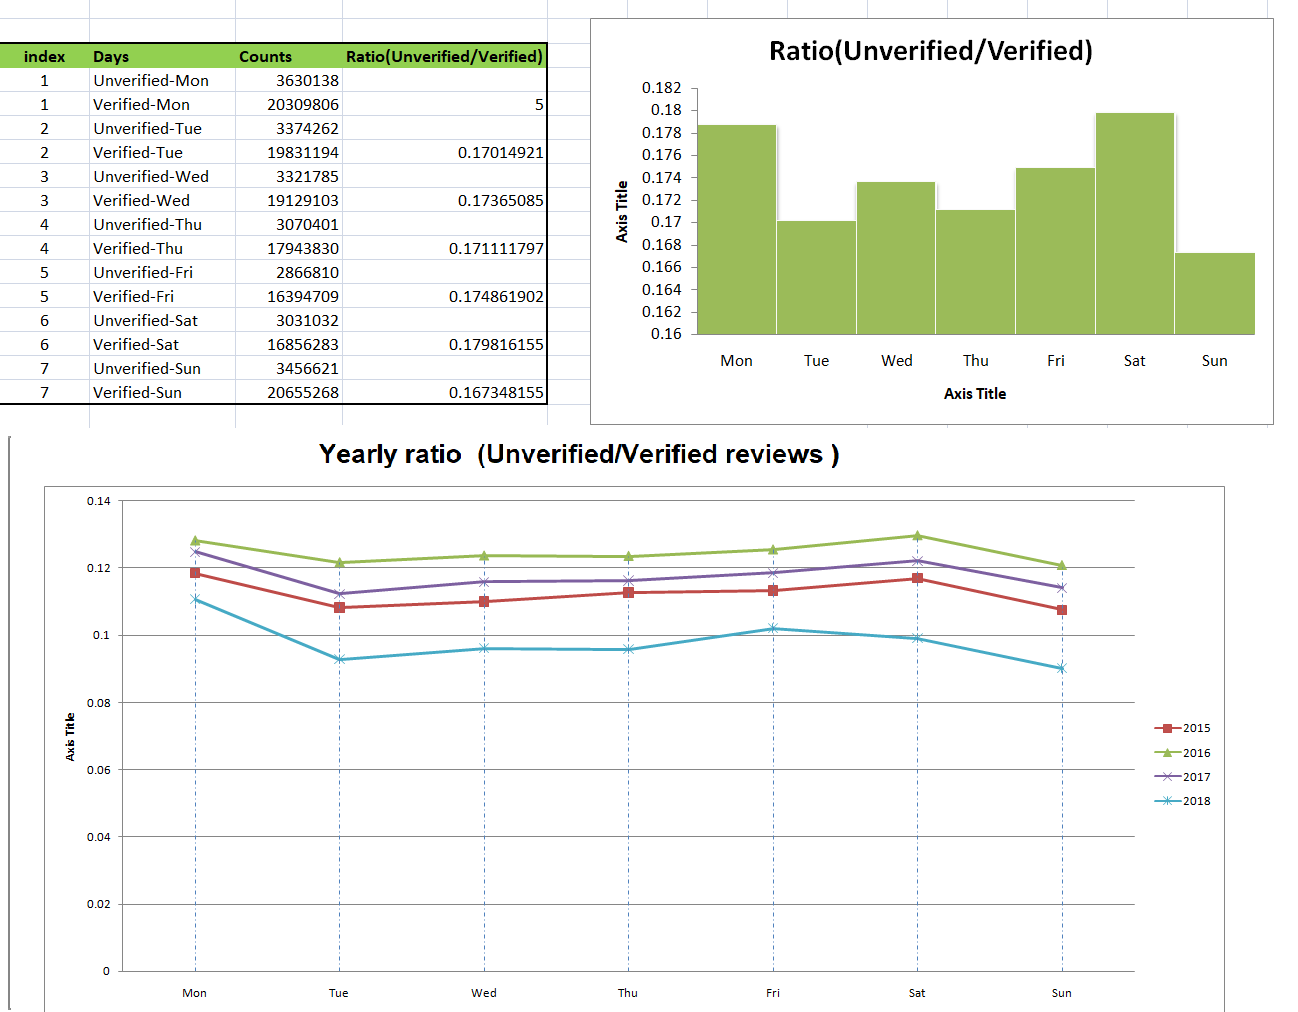 index Days Counts Ratio(Unverified/Verified)
1 Unverified-Mon 3630138
1 Verified-Mon 20309806 5
2 Unverified-Tue 3374262
2 Verified-Tue 19831194 0.17014921
3 Unverified-Wed 3321785
3 Verified-Wed 19129103 0.17365085
4 Unverified-Thu 3070401
4 Verified-Thu 17943830 0.171111797
5 Unverified-Fri 2866810
5 Verified-Fri 16394709 0.174861902
6 Unverified-Sat 3031032
6 Verified-Sat 16856283 0.179816155
7 Unverified-Sun 3456621
7 Verified-Sun 20655268 0.167348155
Ratio(Unverified/Verified)
0.182
0.18
0.178
0.176
0.174
0.172
0.17
0.168
0.166
0.164
0.162
0.16
Axis Title
Mon Tue Wed Thu Fri Sat Sun
Axis Title
Yearly ratio (Unverified/Verified reviews )
0.14
0.12
0.1
0.08
0.06
0.04
0.02
0
Axis Title
Mon Tue Wed Thu Fri Sat Sun
2015
2016
2017
2018